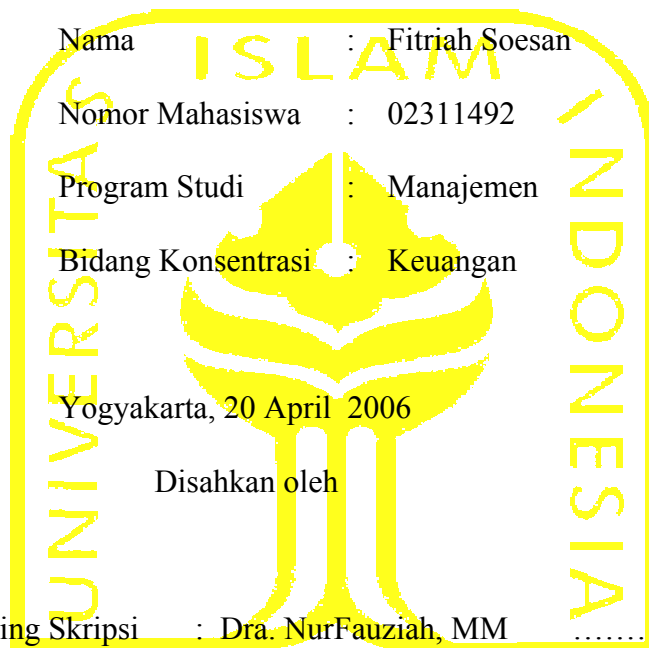 Nama : Fitriah Soesan
Nomor Mahasiswa : 02311492
Program Studi : Manajemen
Bidang Konsentrasi : Keuangan
Yogyakarta, 20 April 2006
Disahkan oleh
ing Skripsi : Dra. NurFauziah, MM .......
UNIVERSITAS ISLAM INDONESIA